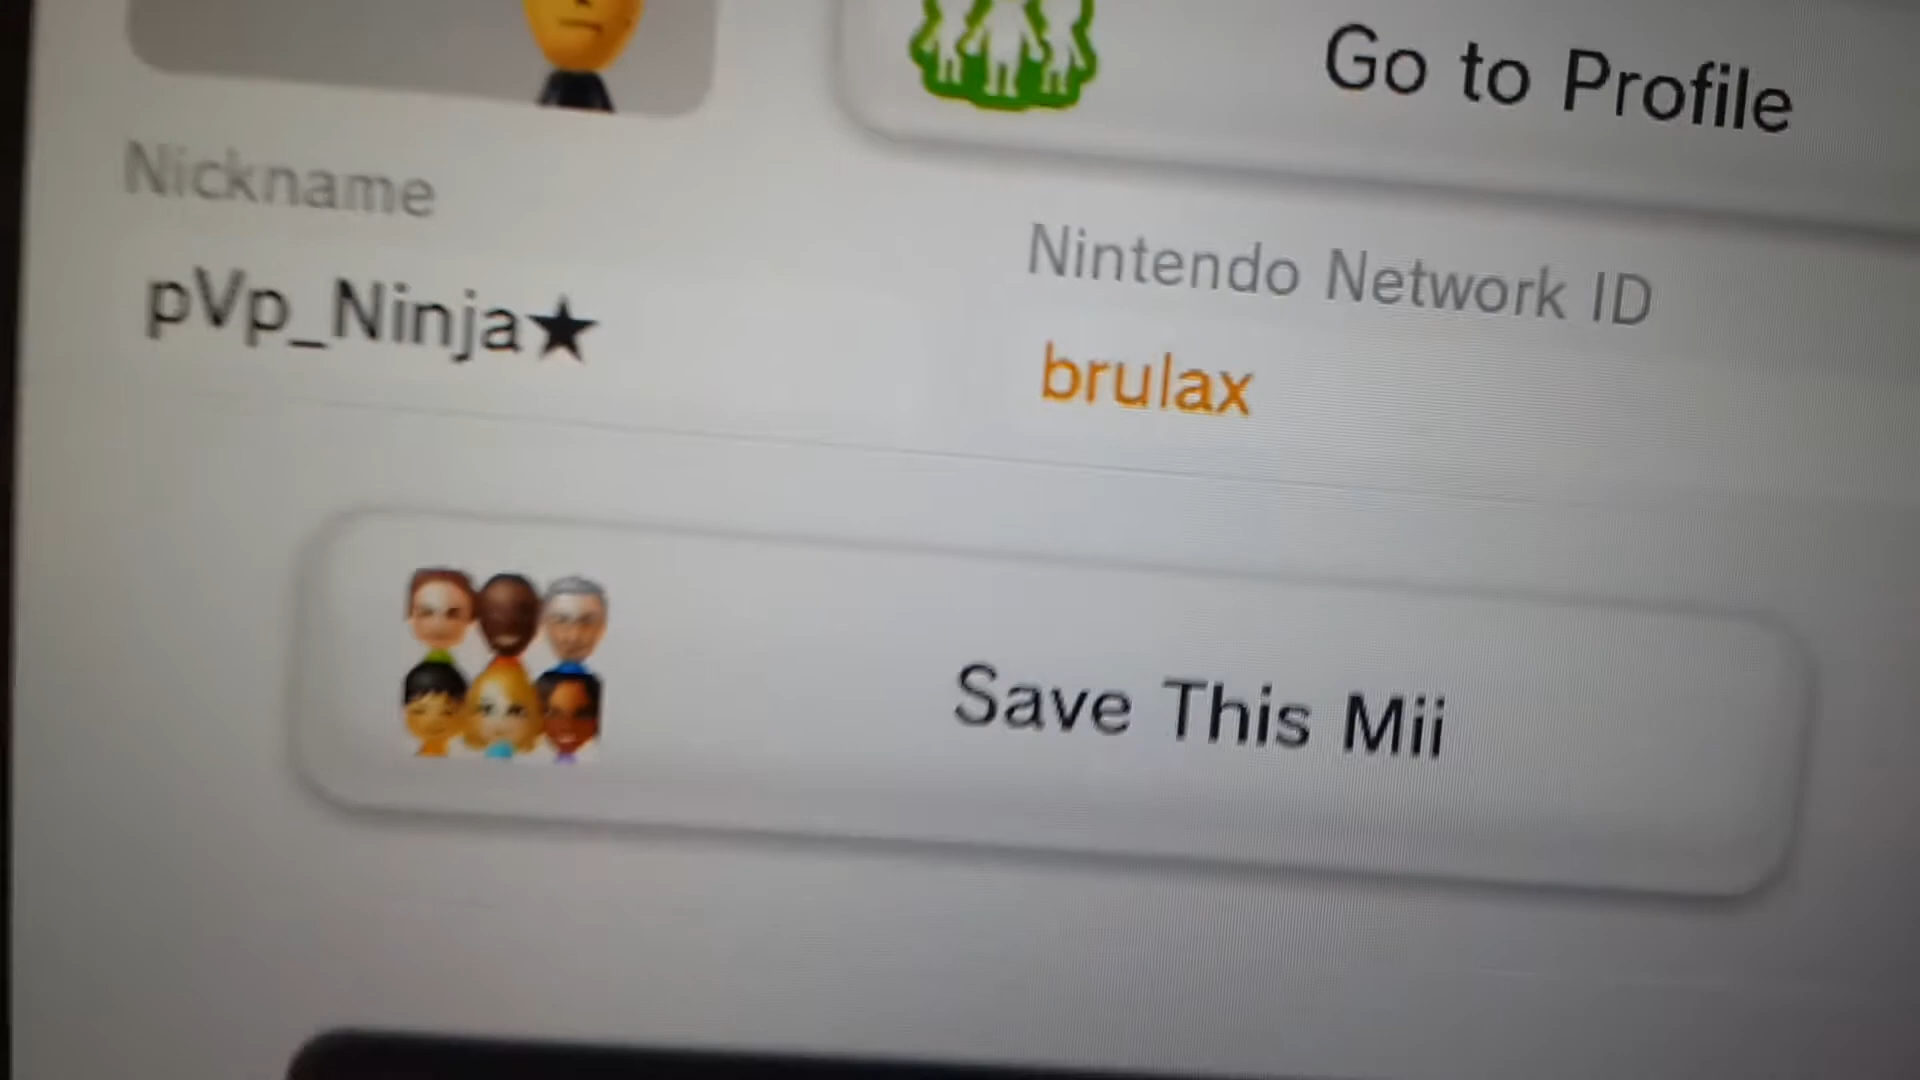 Go to Profile
Nickname
pVp_Ninja★
Nintendo Network ID
brulax
Save This Mii